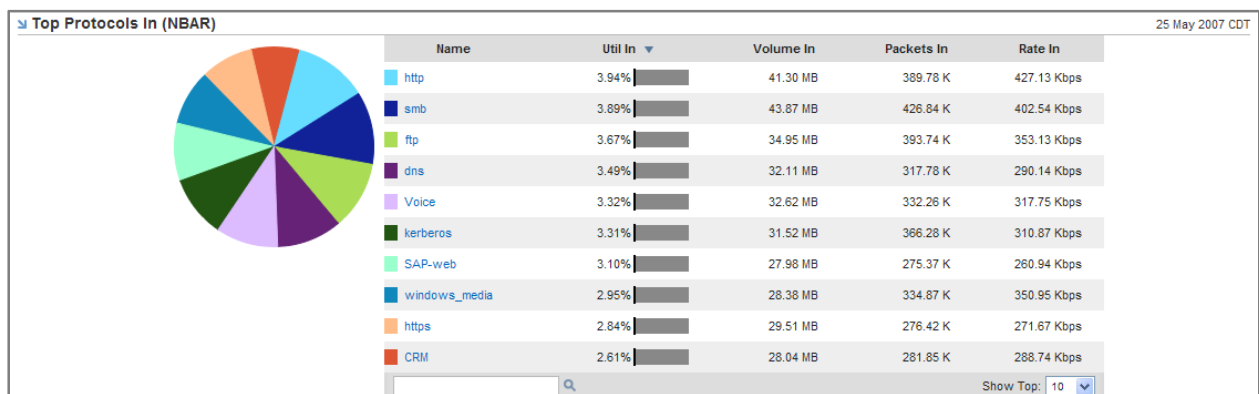 Top Protocols In (NBAR) 25 May 2007 CDT
Name Util In Volume In Packets In Rate In
http 3.94% 41.30 MB 389.78 K 427.13 Kbps
smb 3.89% 43.87 MB 426.84 K 402.54 Kbps
ftp 3.67% 34.95 MB 393.74 K 353.13 Kbps
dns 3.49% 32.11 MB 317.78 K 290.14 Kbps
Voice 3.32% 32.62 MB 332.26 K 317.75 Kbps
kerberos 3.31% 31.52 MB 366.28 K 310.87 Kbps
SAP-web 3.10% 27.98 MB 275.37 K 260.94 Kbps
windows_media 2.95% 28.38 MB 334.87 K 350.95 Kbps
https 2.84% 29.51 MB 276.42 K 271.67 Kbps
CRM 2.61% 28.04 MB 281.85 K 288.74 Kbps
Show Top: 10